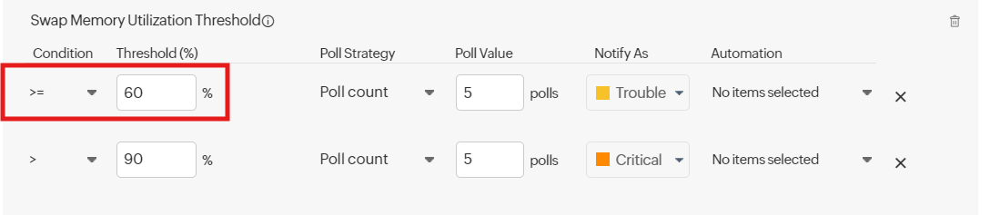 Swap Memory Utilization Threshold
Condition Threshold (%) Poll Strategy Poll Value Notify As Automation
>= 60 % Poll count 5 polls Trouble No items selected
> 90 % Poll count 5 polls Critical No items selected